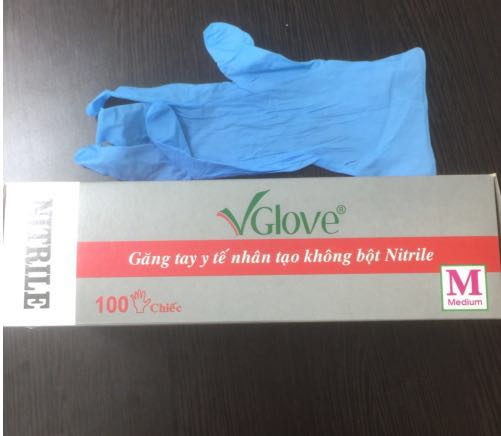 NITRILE
VGlove®
Găng tay y tế nhân tạo không bột Nitrile
100 Chiếc
M
Medium